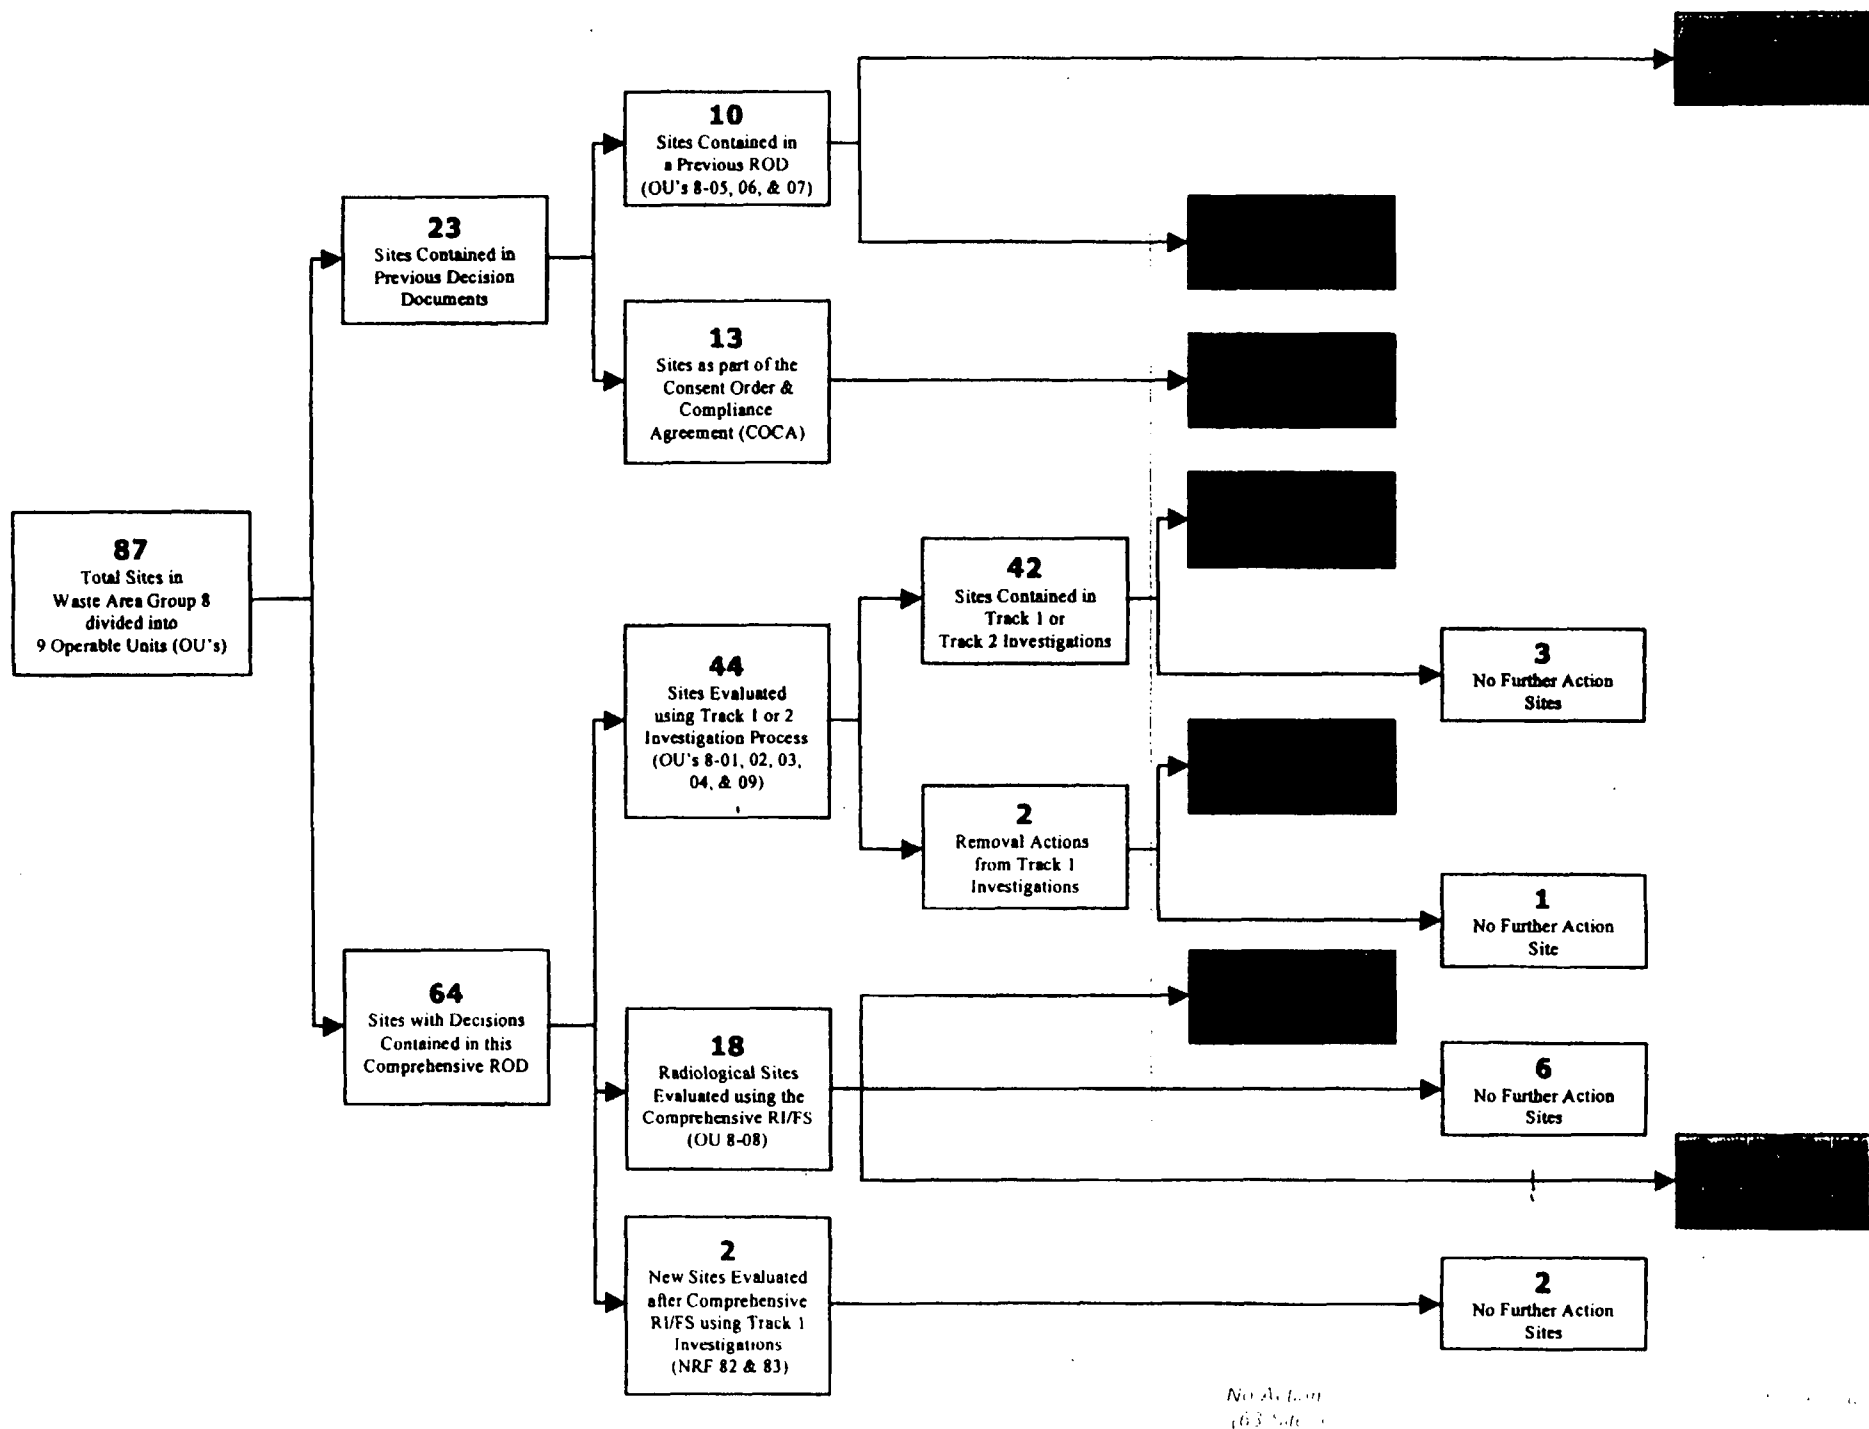 10
Sites Contained in
a Previous ROD
(OU's 8-05, 06, & 07)
23
Sites Contained in
Previous Decision
Documents
13
Sites as part of the
Consent Order &
Compliance
Agreement (COCA)
87
Total Sites in
Waste Area Group 8
divided into
9 Operable Units (OU's)
42
Sites Contained in
Track 1 or
Track 2 Investigations
3
No Further Action
Sites
44
Sites Evaluated
using Track 1 or 2
Investigation Process
(OU's 8-01, 02, 03,
04, & 09)
2
Removal Actions
from Track 1
Investigations
1
No Further Action
Site
64
Sites with Decisions
Contained in this
Comprehensive ROD
18
Radiological Sites
Evaluated using the
Comprehensive RI/FS
(OU 8-08)
6
No Further Action
Sites
2
New Sites Evaluated
after Comprehensive
RI/FS using Track 1
Investigations
(NRF 82 & 83)
2
No Further Action
Sites
No Action